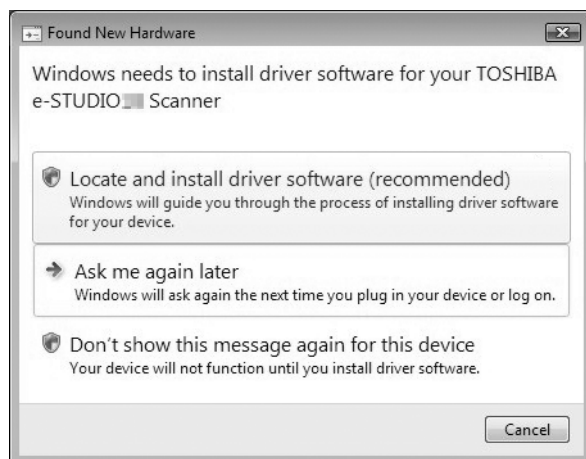 Found New Hardware
Windows needs to install driver software for your TOSHIBA
e-STUDIO Scanner
Locate and install driver software (recommended)
Windows will guide you through the process of installing driver software
for your device.
Ask me again later
Windows will ask again the next time you plug in your device or log on.
Don't show this message again for this device
Your device will not function until you install driver software.
Cancel